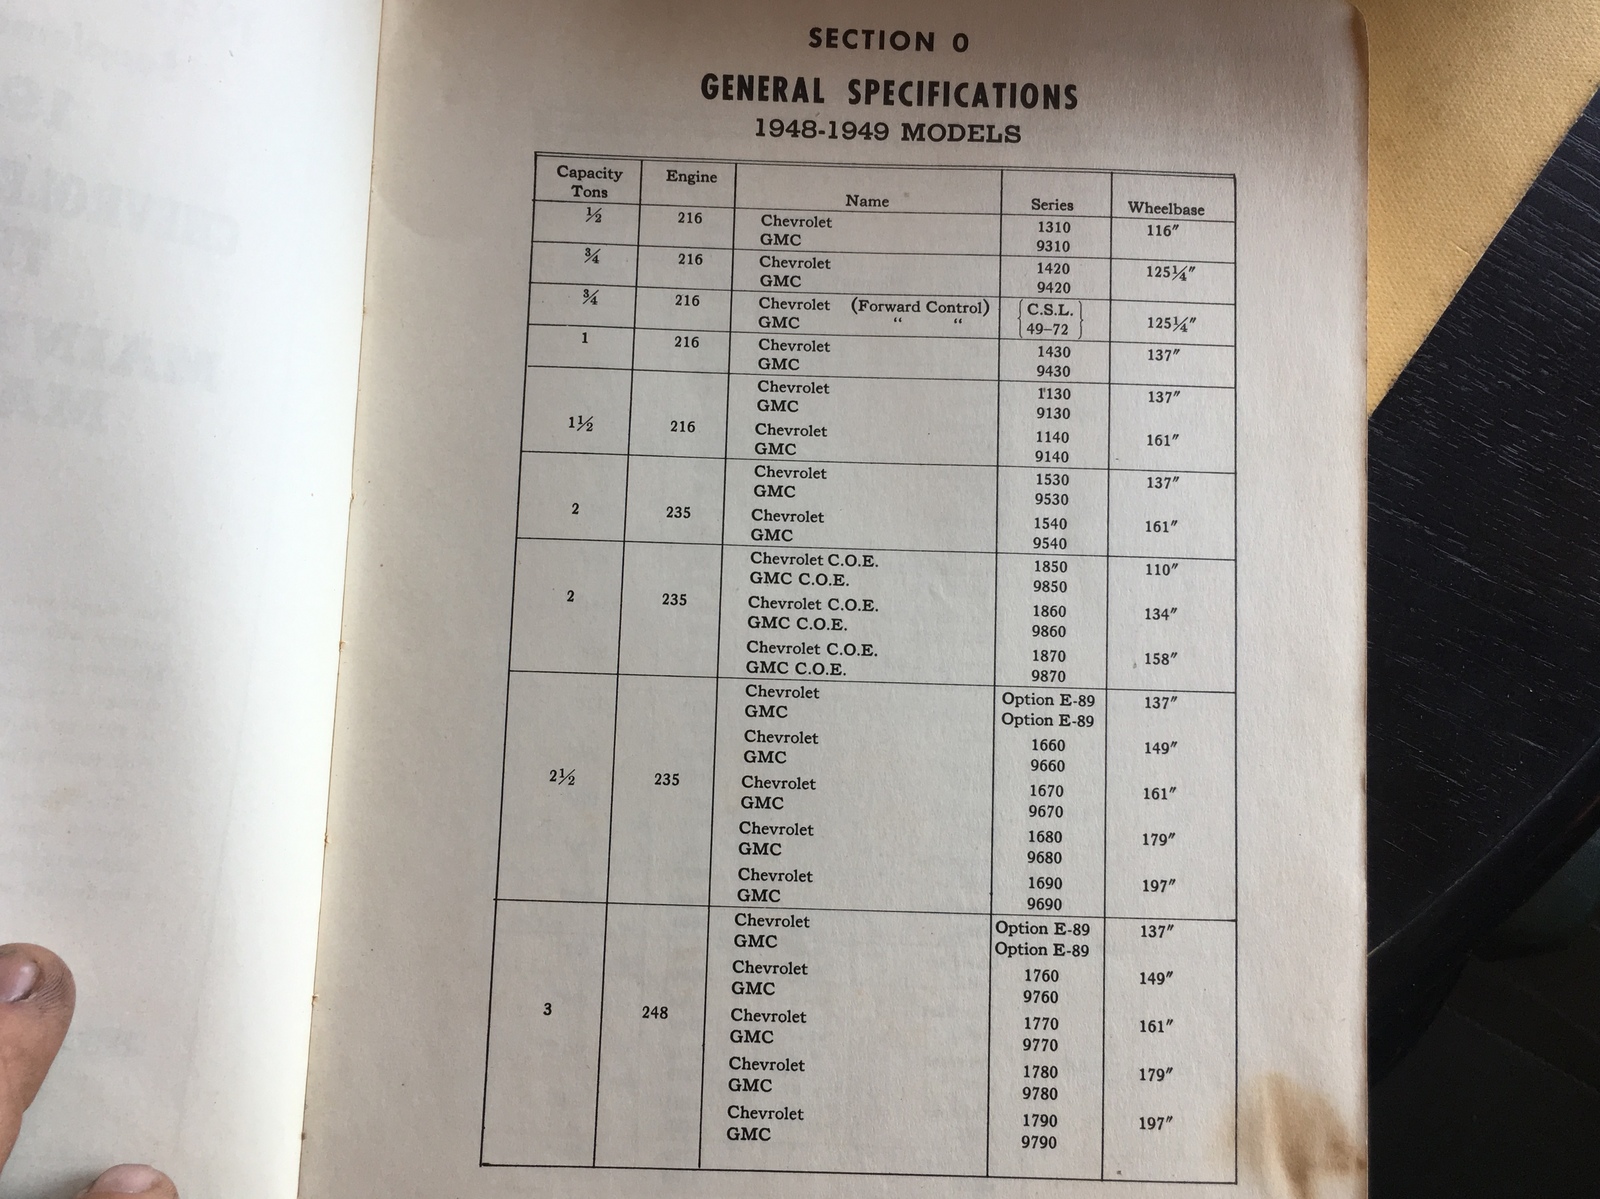 SECTION 0
GENERAL SPECIFICATIONS
1948-1949 MODELS
Capacity Tons Engine Name Series Wheelbase
½ 216 Chevrolet 1310 116″
GMC 9310
¾ 216 Chevrolet 1420 125¼″
GMC 9420
¾ 216 Chevrolet (Forward Control) C.S.L. 125¼″
GMC “ “ 49–72
1 216 Chevrolet 1430 137″
GMC 9430
Chevrolet 1130 137″
GMC 9130
1½ 216 Chevrolet 1140 161″
GMC 9140
Chevrolet 1530 137″
GMC 9530
2 235 Chevrolet 1540 161″
GMC 9540
Chevrolet C.O.E. 1850 110″
GMC C.O.E. 9850
2 235 Chevrolet C.O.E. 1860 134″
GMC C.O.E. 9860
Chevrolet C.O.E. 1870 158″
GMC C.O.E. 9870
Chevrolet Option E-89 137″
GMC Option E-89
Chevrolet 1660 149″
GMC 9660
2½ 235 Chevrolet 1670 161″
GMC 9670
Chevrolet 1680 179″
GMC 9680
Chevrolet 1690 197″
GMC 9690
Chevrolet Option E-89 137″
GMC Option E-89
Chevrolet 1760 149″
GMC 9760
3 248 Chevrolet 1770 161″
GMC 9770
Chevrolet 1780 179″
GMC 9780
Chevrolet 1790 197″
GMC 9790